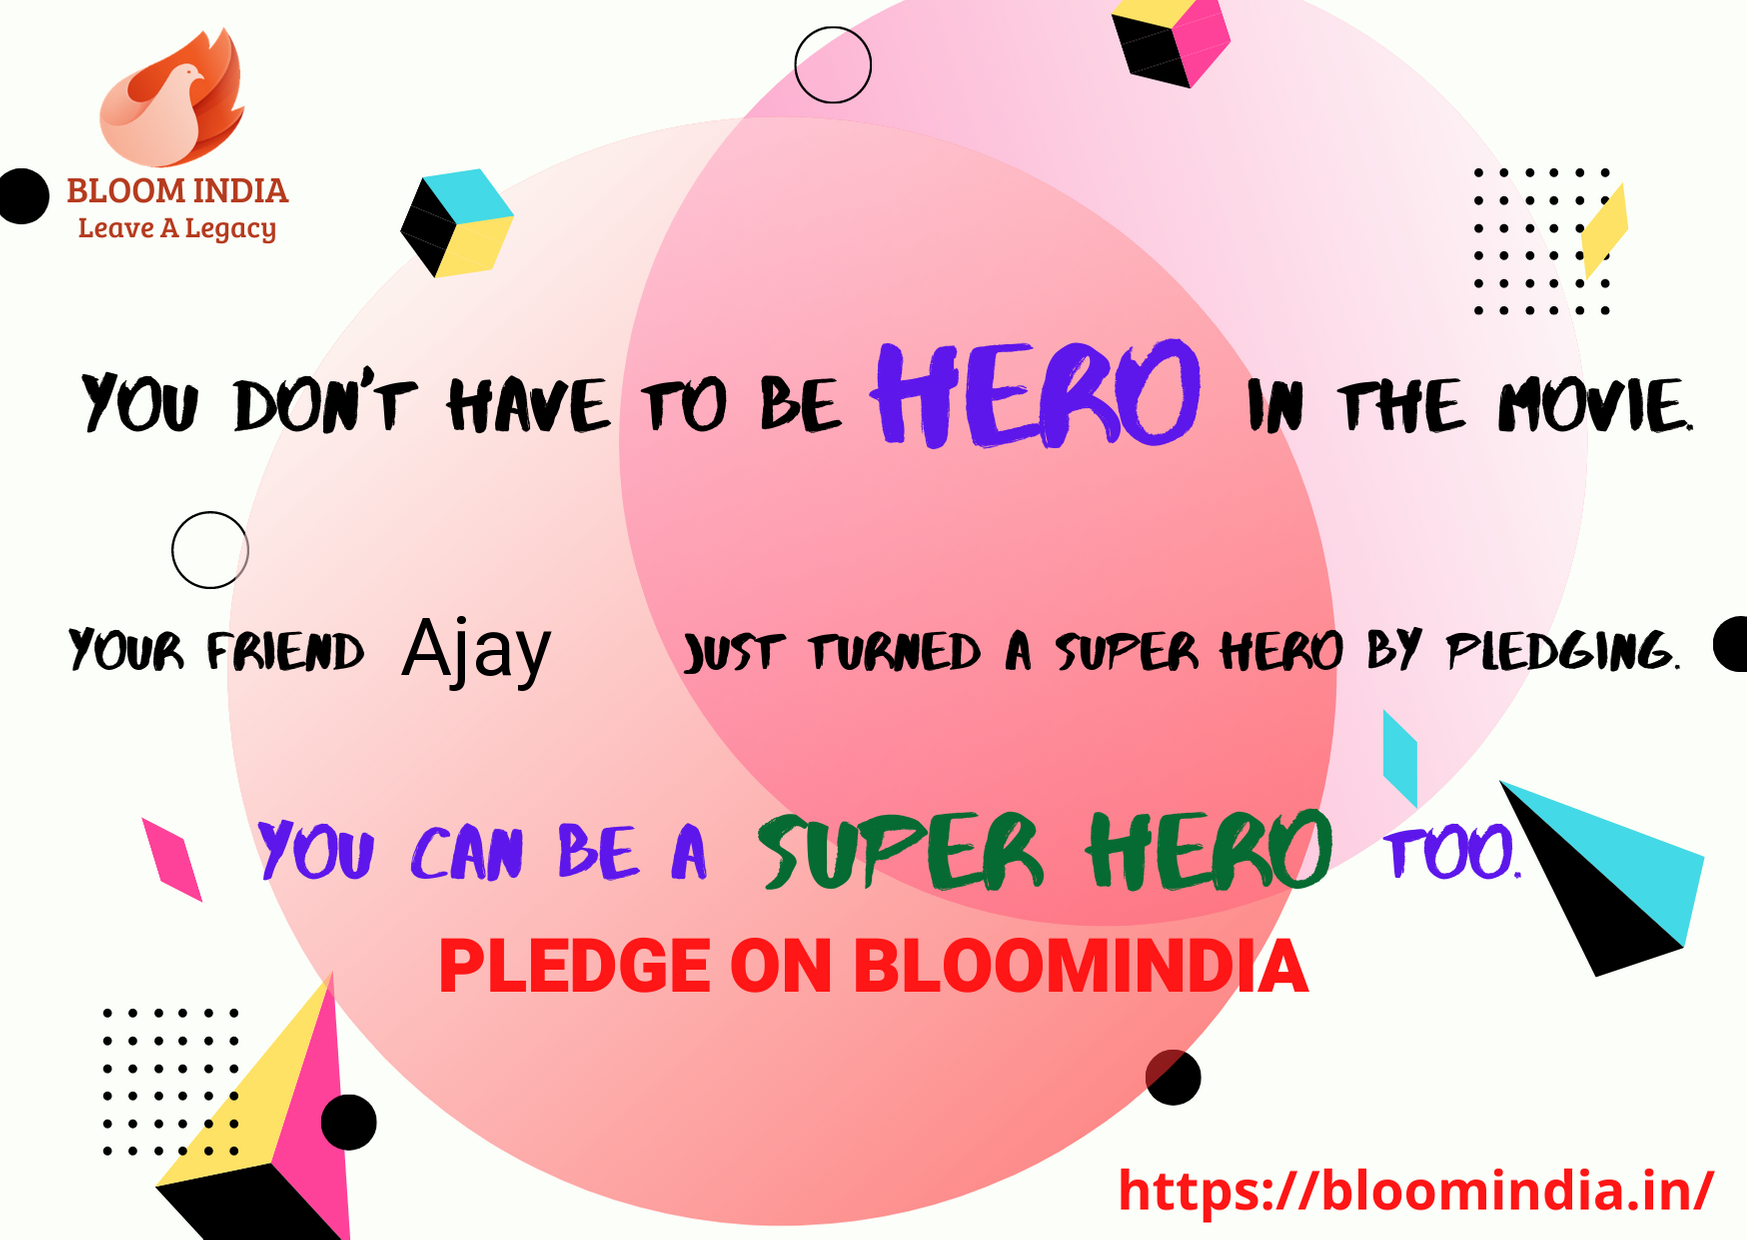 BLOOM INDIA
Leave A Legacy
YOU DON'T HAVE TO BE HERO IN THE MOVIE.
YOUR FRIEND Ajay JUST TURNED A SUPER HERO BY PLEDGING.
YOU CAN BE A SUPER HERO TOO.
PLEDGE ON BLOOMINDIA
https://bloomindia.in/